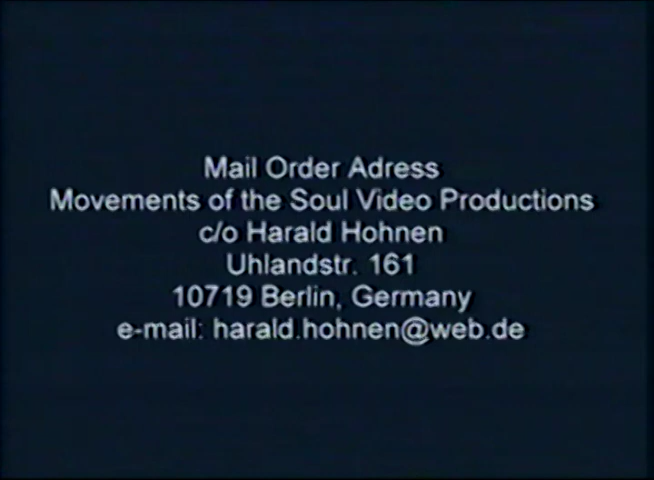 Mail Order Adress
Movements of the Soul Video Productions
c/o Harald Hohnen
Uhlandstr. 161
10719 Berlin, Germany
e-mail: harald.hohnen@web.de